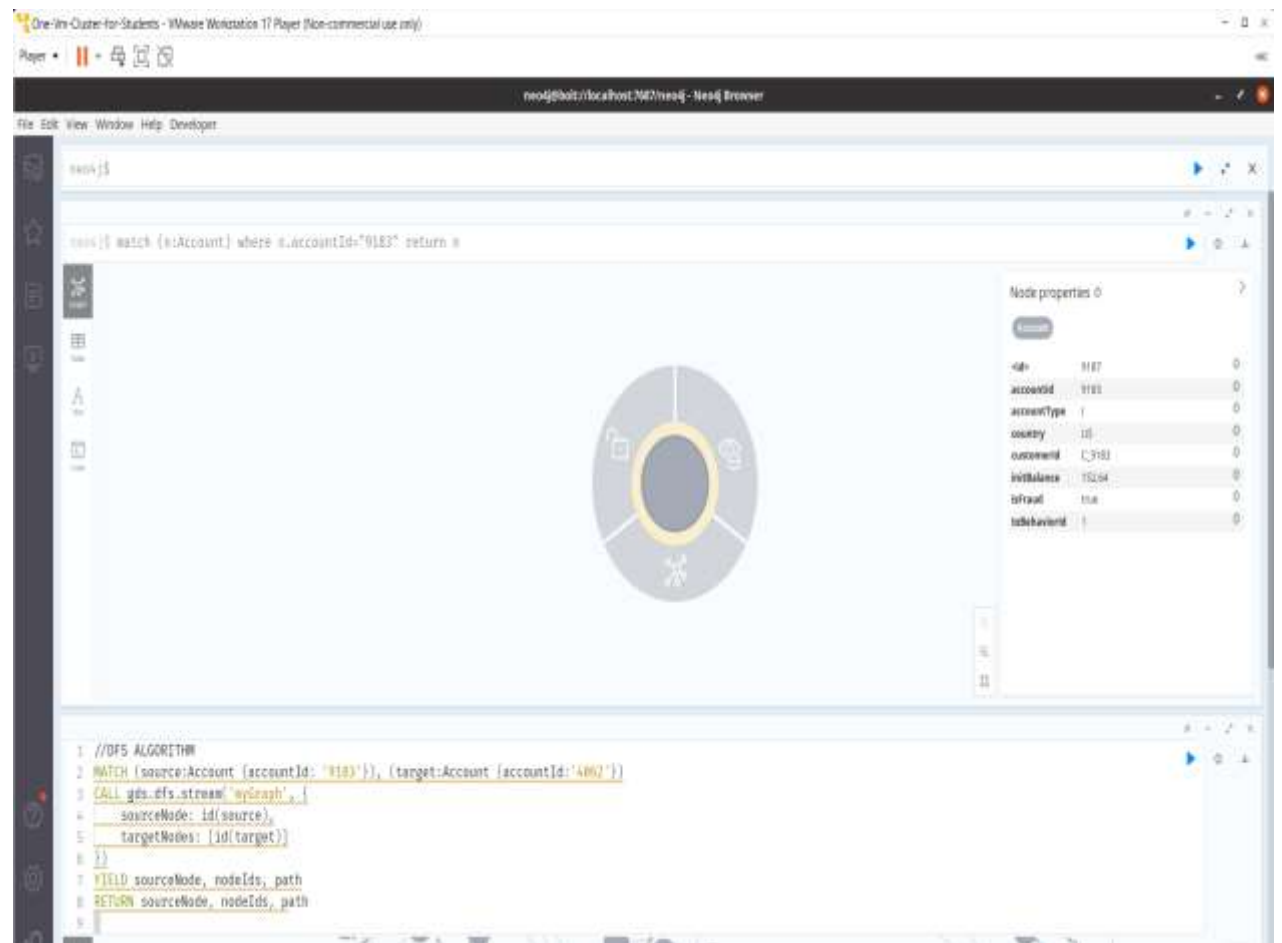 One-Vm-Cluster-for-Students - VMware Workstation 17 Player (Non-commercial use only)
Player
neo4j@bolt://localhost:7687/neo4j - Neo4j Browser
File Edit View Window Help Developer
neo4j$
neo4j$ match (n:Account) where n.accountId="9183" return n
Node properties
Account
<id> 9187
accountId 9183
accountType I
country US
customerId C_9183
initBalance 152.64
isFraud true
txBehaviorId 1
1 //DFS ALGORITHM
2 MATCH (source:Account {accountId: '9183'}), (target:Account {accountId:'4062'})
3 CALL gds.dfs.stream('myGraph', {
4 sourceNode: id(source),
5 targetNodes: [id(target)]
6 })
7 YIELD sourceNode, nodeIds, path
8 RETURN sourceNode, nodeIds, path
9